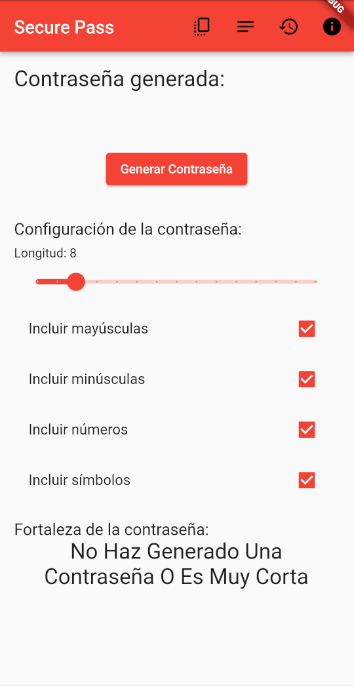 Secure Pass
Contraseña generada:
Generar Contraseña
Configuración de la contraseña:
Longitud: 8
Incluir mayúsculas
Incluir minúsculas
Incluir números
Incluir símbolos
Fortaleza de la contraseña:
No Haz Generado Una
Contraseña O Es Muy Corta